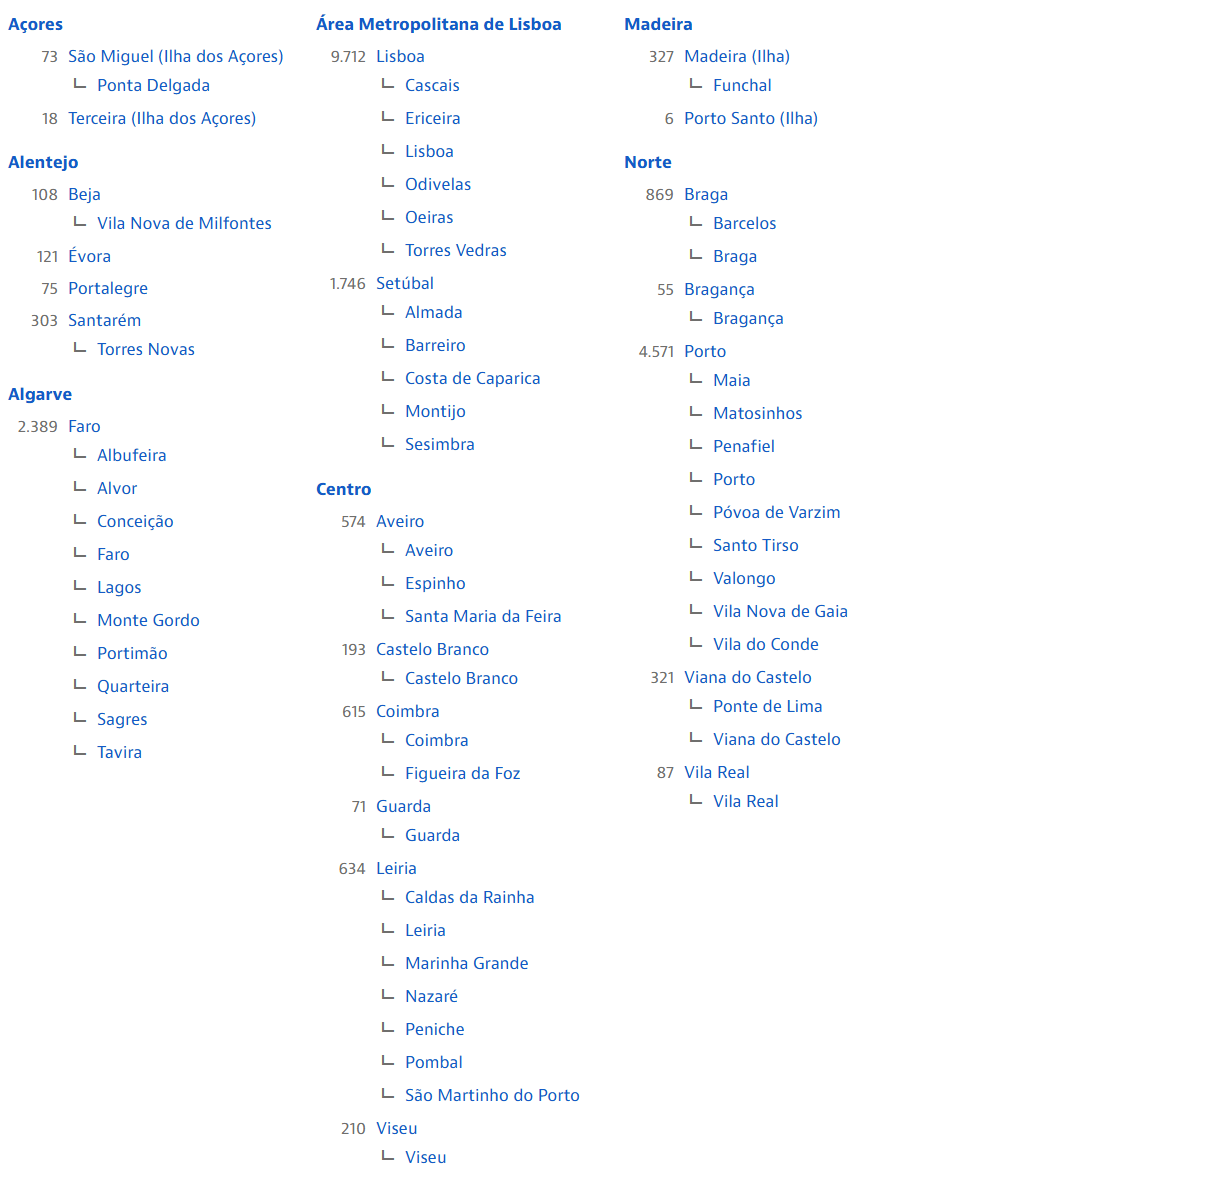 Açores
73 São Miguel (Ilha dos Açores)
Ponta Delgada
18 Terceira (Ilha dos Açores)
Alentejo
108 Beja
Vila Nova de Milfontes
121 Évora
75 Portalegre
303 Santarém
Torres Novas
Algarve
2.389 Faro
Albufeira
Alvor
Conceição
Faro
Lagos
Monte Gordo
Portimão
Quarteira
Sagres
Tavira
Área Metropolitana de Lisboa
9.712 Lisboa
Cascais
Ericeira
Lisboa
Odivelas
Oeiras
Torres Vedras
1.746 Setúbal
Almada
Barreiro
Costa de Caparica
Montijo
Sesimbra
Centro
574 Aveiro
Aveiro
Espinho
Santa Maria da Feira
193 Castelo Branco
Castelo Branco
615 Coimbra
Coimbra
Figueira da Foz
71 Guarda
Guarda
634 Leiria
Caldas da Rainha
Leiria
Marinha Grande
Nazaré
Peniche
Pombal
São Martinho do Porto
210 Viseu
Viseu
Madeira
327 Madeira (Ilha)
Funchal
6 Porto Santo (Ilha)
Norte
869 Braga
Barcelos
Braga
55 Bragança
Bragança
4.571 Porto
Maia
Matosinhos
Penafiel
Porto
Póvoa de Varzim
Santo Tirso
Valongo
Vila Nova de Gaia
Vila do Conde
321 Viana do Castelo
Ponte de Lima
Viana do Castelo
87 Vila Real
Vila Real